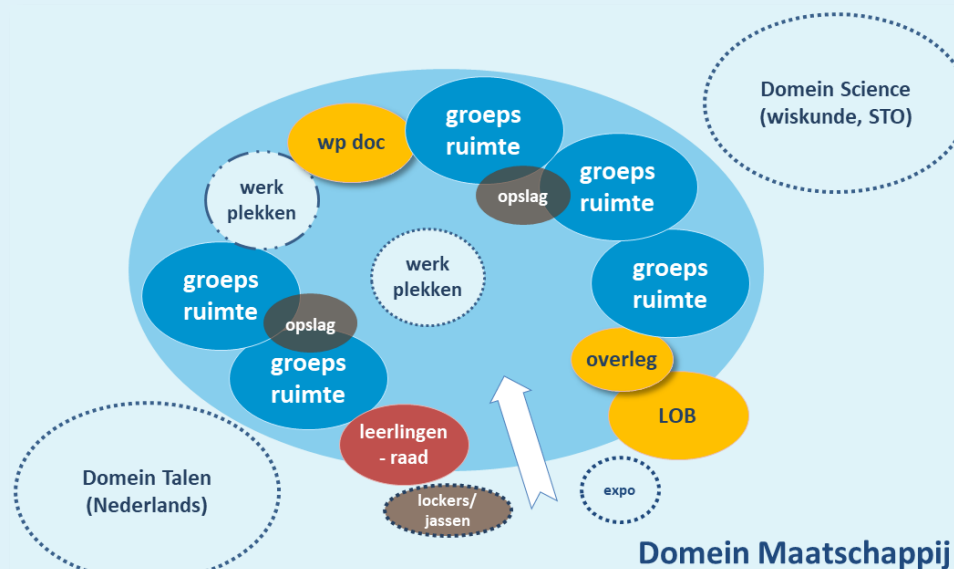 Domein Science
(wiskunde, STO)
groeps
ruimte
wp doc
groeps
ruimte
opslag
werk
plekken
werk
plekken
groeps
ruimte
groeps
ruimte
opslag
groeps
ruimte
overleg
LOB
leerlingen
- raad
Domein Talen
(Nederlands)
lockers/
jassen
expo
Domein Maatschappij